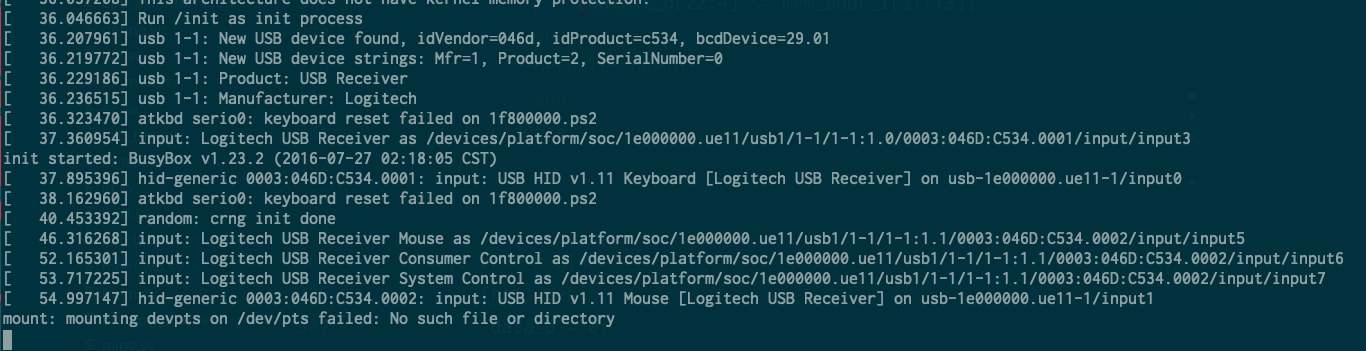 This architecture does not have kernel memory protection.
[   36.046663] Run /init as init process
[   36.207961] usb 1-1: New USB device found, idVendor=046d, idProduct=c534, bcdDevice=29.01
[   36.219772] usb 1-1: New USB device strings: Mfr=1, Product=2, SerialNumber=0
[   36.229186] usb 1-1: Product: USB Receiver
[   36.236515] usb 1-1: Manufacturer: Logitech
[   36.323470] atkbd serio0: keyboard reset failed on 1f800000.ps2
[   37.360954] input: Logitech USB Receiver as /devices/platform/soc/1e000000.ue11/usb1/1-1/1-1:1.0/0003:046D:C534.0001/input/input3
init started: BusyBox v1.23.2 (2016-07-27 02:18:05 CST)
[   37.895396] hid-generic 0003:046D:C534.0001: input: USB HID v1.11 Keyboard [Logitech USB Receiver] on usb-1e000000.ue11-1/input0
[   38.162960] atkbd serio0: keyboard reset failed on 1f800000.ps2
[   40.453392] random: crng init done
[   46.316268] input: Logitech USB Receiver Mouse as /devices/platform/soc/1e000000.ue11/usb1/1-1/1-1:1.1/0003:046D:C534.0002/input/input5
[   52.165301] input: Logitech USB Receiver Consumer Control as /devices/platform/soc/1e000000.ue11/usb1/1-1/1-1:1.1/0003:046D:C534.0002/input/input6
[   53.717225] input: Logitech USB Receiver System Control as /devices/platform/soc/1e000000.ue11/usb1/1-1/1-1:1.1/0003:046D:C534.0002/input/input7
[   54.997147] hid-generic 0003:046D:C534.0002: input: USB HID v1.11 Mouse [Logitech USB Receiver] on usb-1e000000.ue11-1/input1
mount: mounting devpts on /dev/pts failed: No such file or directory